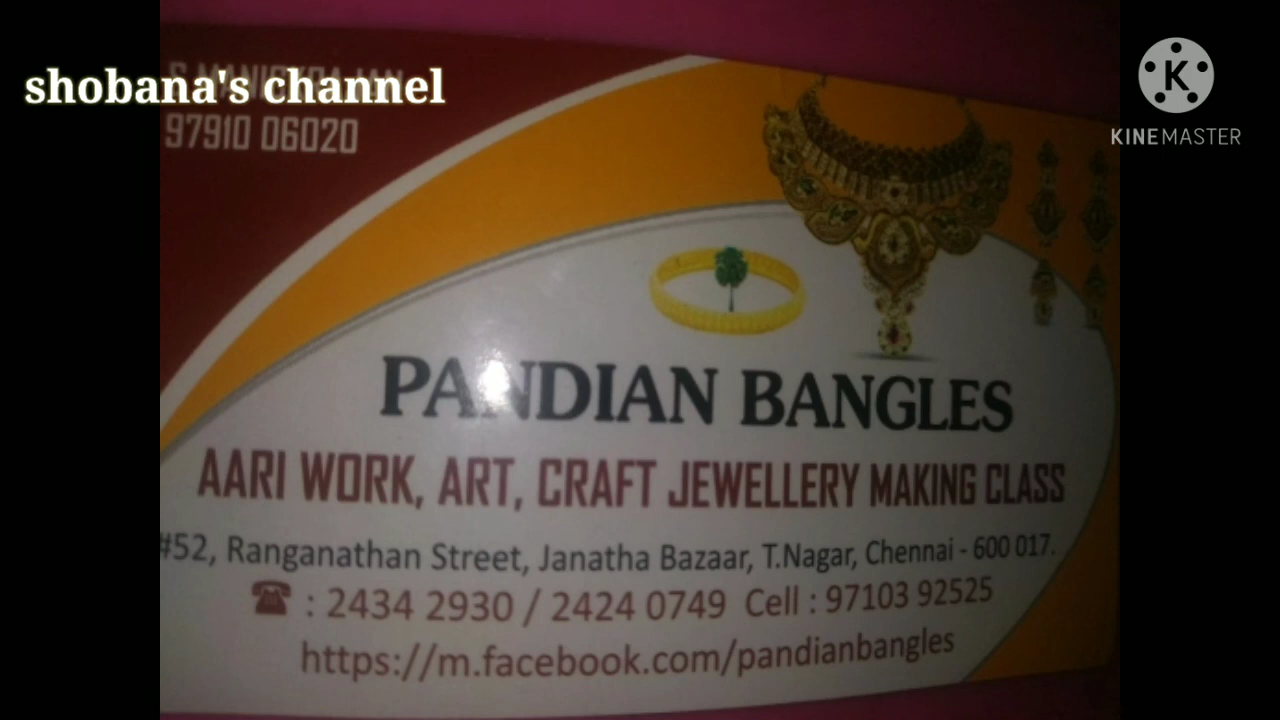 shobana's channel
97910 06020
KINEMASTER
PANDIAN BANGLES
AARI WORK, ART, CRAFT JEWELLERY MAKING CLASS
#52, Ranganathan Street, Janatha Bazaar, T.Nagar, Chennai - 600 017.
: 2434 2930 / 2424 0749 Cell : 97103 92525
https://m.facebook.com/pandianbangles